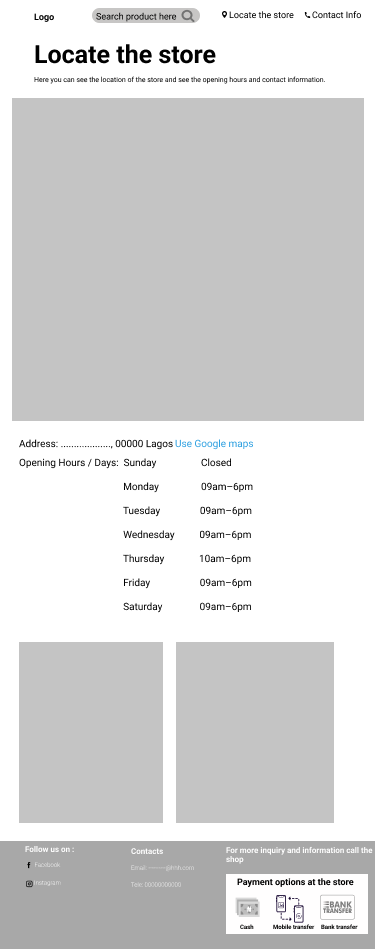 Logo
Search product here
Locate the store
Contact Info
Locate the store
Here you can see the location of the store and see the opening hours and contact information.
Address: ..................., 00000 Lagos Use Google maps
Opening Hours / Days: Sunday Closed
Monday 09am–6pm
Tuesday 09am–6pm
Wednesday 09am–6pm
Thursday 10am–6pm
Friday 09am–6pm
Saturday 09am–6pm
Follow us on :
Facebook
Instagram
Contacts
Tele: 00000000000
For more inquiry and information call the
shop
Payment options at the store
BANK
TRANSFER
Cash
Mobile transfer
Bank transfer